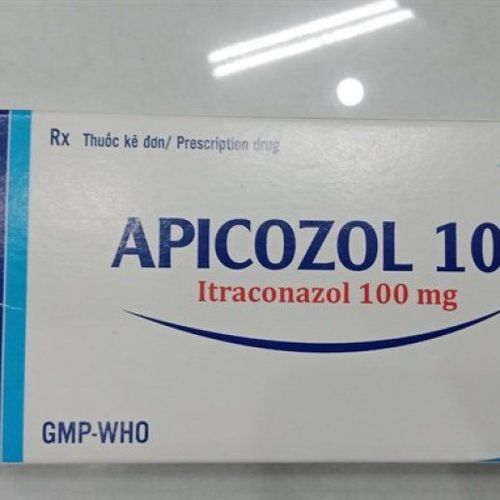 Rx Thuốc kê đơn/ Prescription drug
APICOZOL 10
Itraconazol 100 mg
GMP-WHO